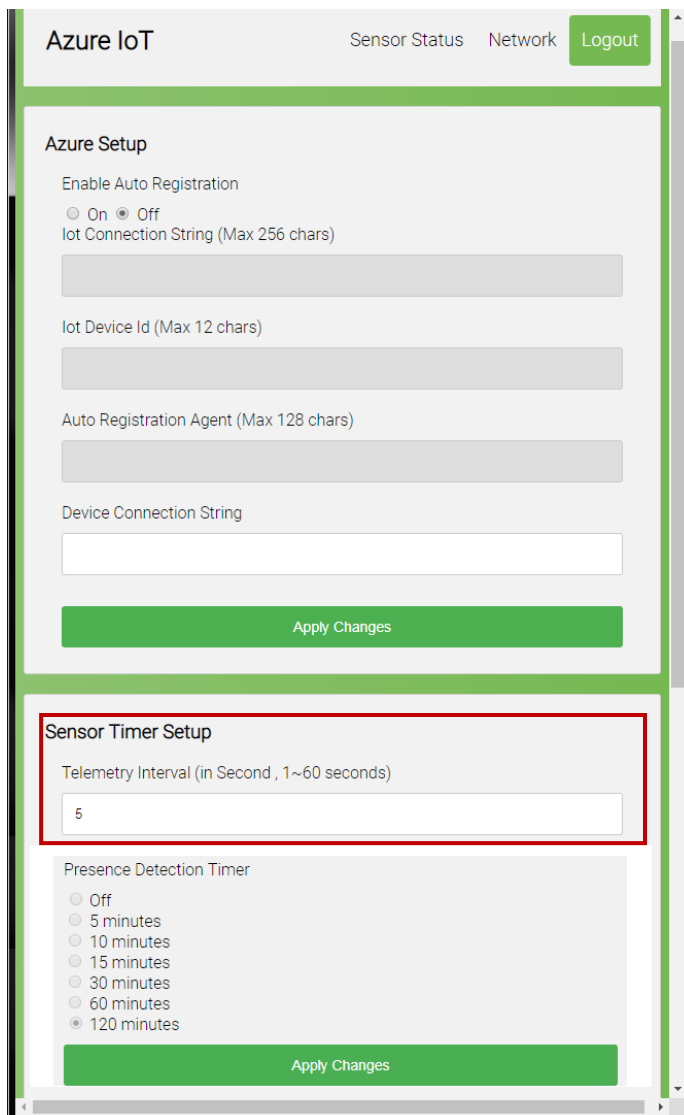 Azure IoT
Sensor Status Network Logout
Azure Setup
Enable Auto Registration
On Off
Iot Connection String (Max 256 chars)
Iot Device Id (Max 12 chars)
Auto Registration Agent (Max 128 chars)
Device Connection String
Apply Changes
Sensor Timer Setup
Telemetry Interval (in Second , 1~60 seconds)
5
Presence Detection Timer
Off
5 minutes
10 minutes
15 minutes
30 minutes
60 minutes
120 minutes
Apply Changes